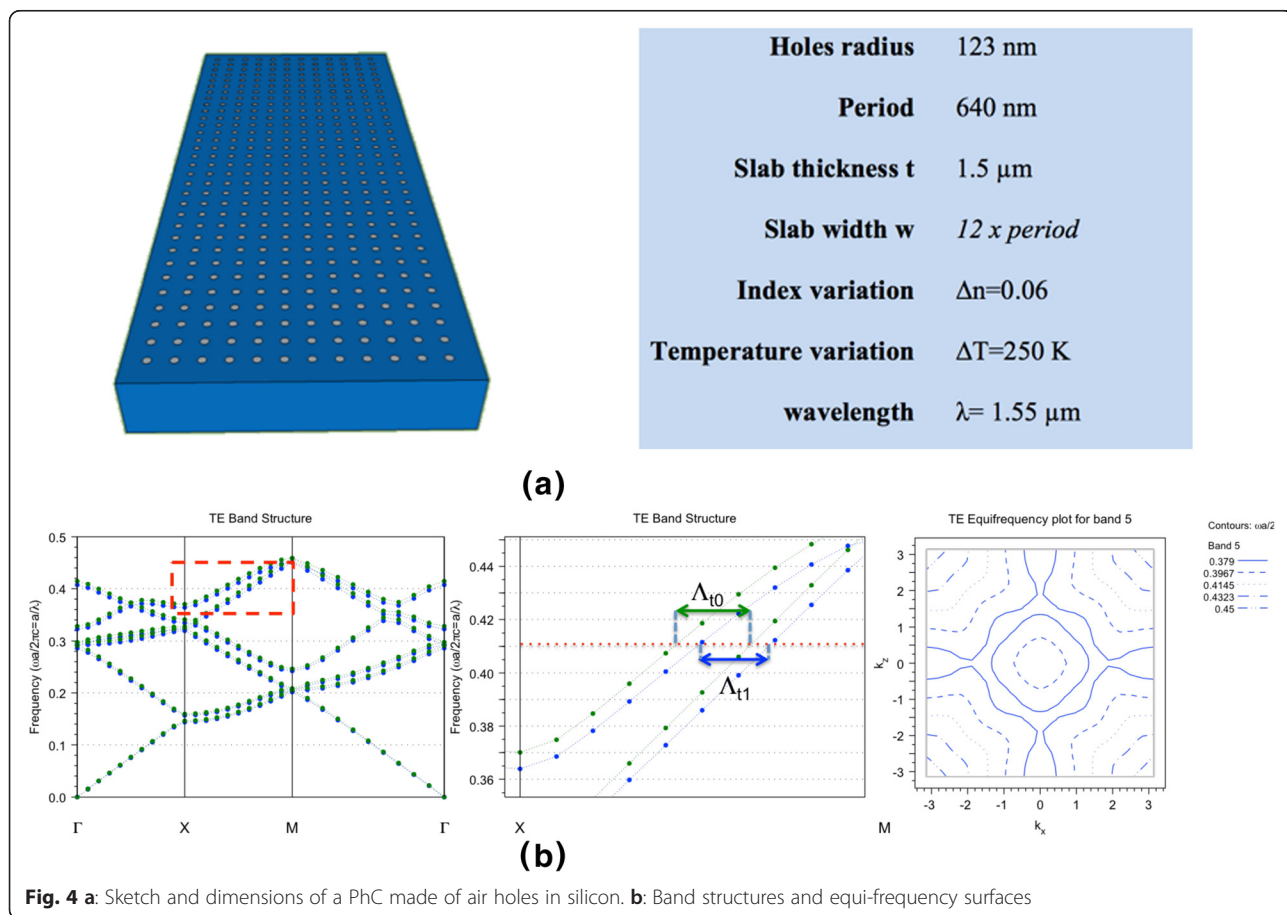 Holes radius 123 nm
Period 640 nm
Slab thickness t 1.5 µm
Slab width w 12 x period
Index variation Δn=0.06
Temperature variation ΔT=250 K
wavelength λ= 1.55 µm
(a)
TE Band Structure
Frequency (ωa/2πc=a/λ)
0.5
0.4
0.3
0.2
0.1
0.0
Γ X M Γ
TE Band Structure
Frequency (ωa/2πc=a/λ)
0.44
0.42
0.40
0.38
0.36
Λt0
Λt1
X M
TE Equifrequency plot for band 5
kz
3
2
1
0
-1
-2
-3
-3 -2 -1 0 1 2 3
kx
Contours: ωa/2
Band 5
0.379
0.3967
0.4145
0.4323
0.45
(b)
Fig. 4 a: Sketch and dimensions of a PhC made of air holes in silicon. b: Band structures and equi-frequency surfaces